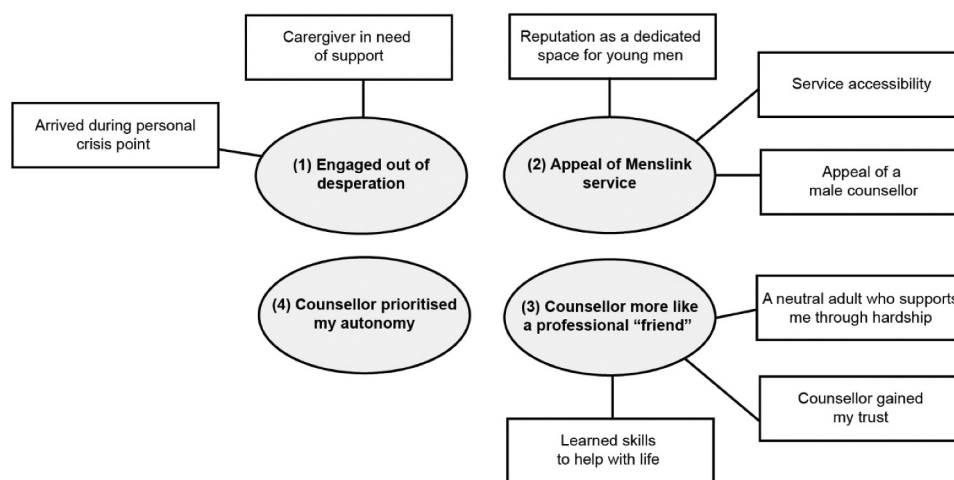 Carergiver in need
of support
Reputation as a dedicated
space for young men
Service accessibility
Arrived during personal
crisis point
(1) Engaged out of
desperation
(2) Appeal of Menslink
service
Appeal of a
male counsellor
(4) Counsellor prioritised
my autonomy
(3) Counsellor more like
a professional “friend”
A neutral adult who supports
me through hardship
Counsellor gained
my trust
Learned skills
to help with life